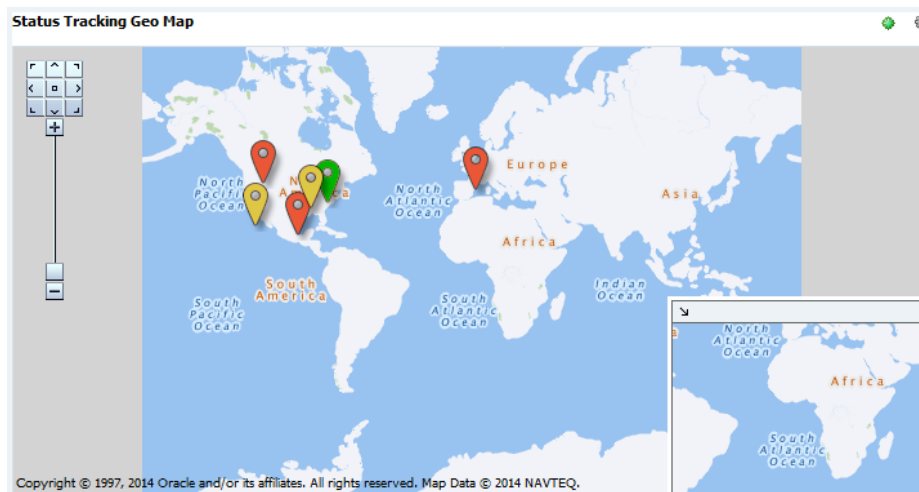 Status Tracking Geo Map
Europe
North
Pacific
Ocean
North
America
North
Atlantic
Ocean
Asia
Africa
South
America
Indian
Ocean
South
Pacific
Ocean
South
Atlantic
Ocean
North
Atlantic
Ocean
Africa
South
Atlantic
Ocean
Copyright © 1997, 2014 Oracle and/or its affiliates. All rights reserved. Map Data © 2014 NAVTEQ.